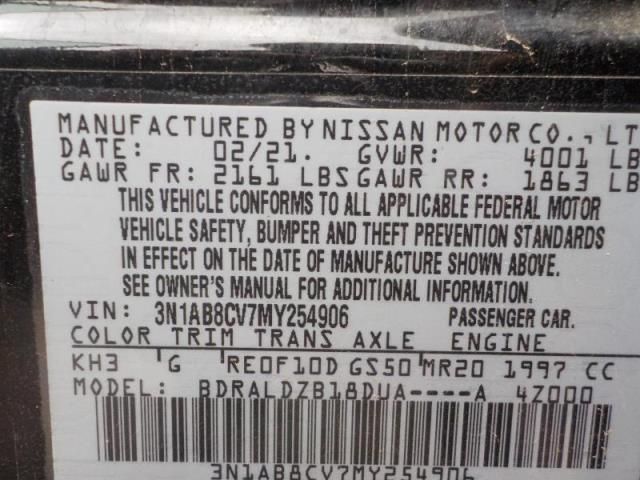 MANUFACTURED BY NISSAN MOTOR CO., LT
DATE: 02/21. GVWR: 4001 LB
GAWR FR: 2161 LBS GAWR RR: 1863 LB
THIS VEHICLE CONFORMS TO ALL APPLICABLE FEDERAL MOTOR
VEHICLE SAFETY, BUMPER AND THEFT PREVENTION STANDARDS
IN EFFECT ON THE DATE OF MANUFACTURE SHOWN ABOVE.
SEE OWNER'S MANUAL FOR ADDITIONAL INFORMATION.
VIN: 3N1AB8CV7MY254906 PASSENGER CAR.
COLOR TRIM TRANS AXLE ENGINE
KH3 G RE0F10D GS50 MR20 1997 CC
MODEL: BDRALDZB18DUA----A 4Z000
3N1AB8CV7MY254906